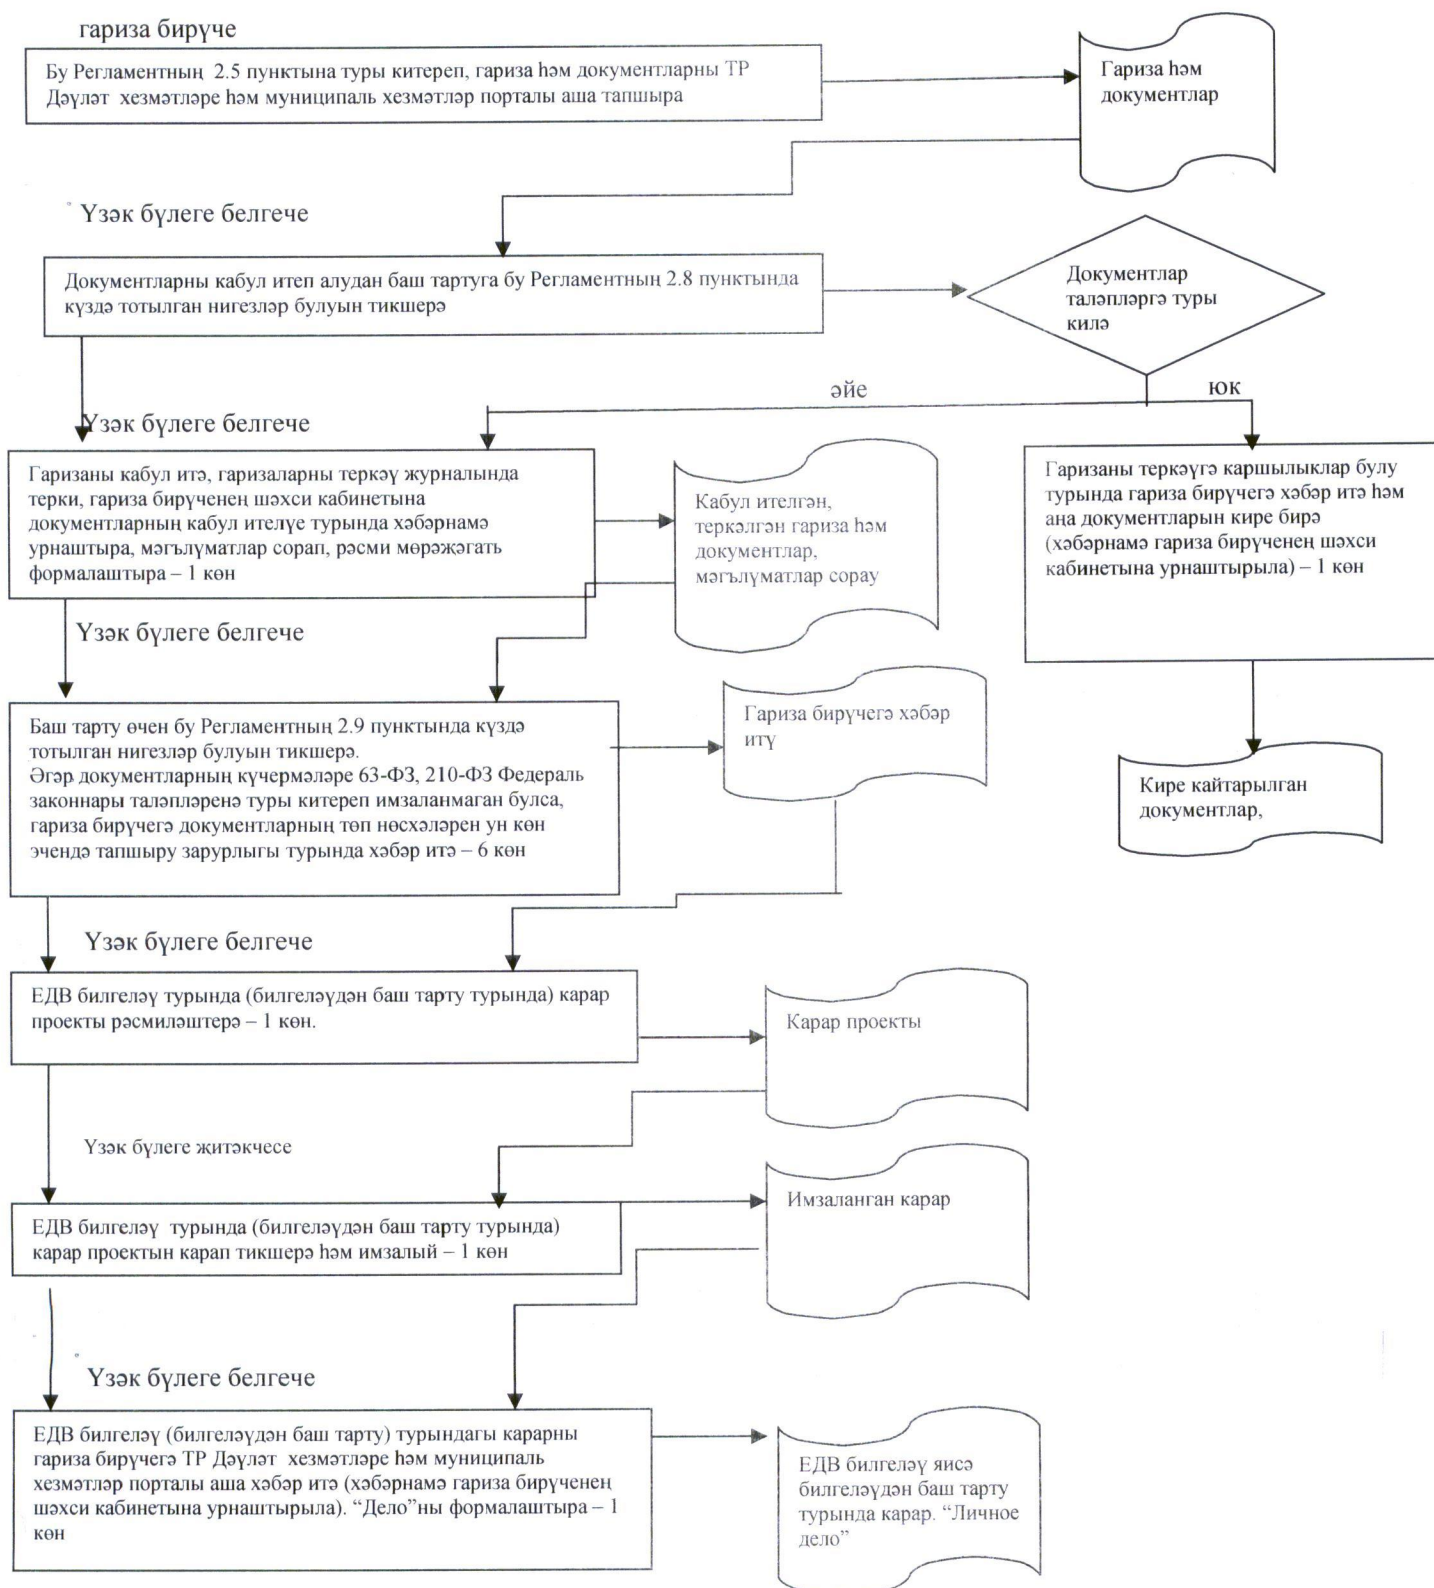 гариза бирүче
Бу Регламентның 2.5 пунктына туры китереп, гариза һәм документларны ТР
Дәүләт хезмәтләре һәм муниципаль хезмәтләр порталы аша тапшыра
Гариза һәм
документлар
Үзәк бүлеге белгече
Документларны кабул итеп алудан баш тартуга бу Регламентның 2.8 пунктында
күздә тотылган нигезләр булуын тикшерә
Документлар
таләпләргә туры
килә
әйе
юк
Үзәк бүлеге белгече
Гаризаны кабул итә, гаризаларны теркәү журналында
терки, гариза бирүченең шәхси кабинетына
документларның кабул ителүе турында хәбәрнамә
урнаштыра, мәгълүматлар сорап, рәсми мөрәҗәгать
формалаштыра – 1 көн
Кабул ителгән,
теркәлгән гариза һәм
документлар,
мәгълүматлар сорау
Гаризаны теркәүгә каршылыклар булу
турында гариза бирүчегә хәбәр итә һәм
аңа документларын кире бирә
(хәбәрнамә гариза бирүченең шәхси
кабинетына урнаштырыла) – 1 көн
Үзәк бүлеге белгече
Баш тарту өчен бу Регламентның 2.9 пунктында күздә
тотылган нигезләр булуын тикшерә.
Әгәр документларның күчермәләре 63-ФЗ, 210-ФЗ Федераль
законнары таләпләренә туры китереп имзаланмаган булса,
гариза бирүчегә документларның төп нөсхәләрен ун көн
эчендә тапшыру зарурлыгы турында хәбәр итә – 6 көн
Гариза бирүчегә хәбәр
итү
Кире кайтарылган
документлар,
Үзәк бүлеге белгече
ЕДВ билгеләү турында (билгеләүдән баш тарту турында) карар
проекты рәсмиләштерә – 1 көн.
Карар проекты
Үзәк бүлеге җитәкчесе
ЕДВ билгеләү турында (билгеләүдән баш тарту турында)
карар проектын карап тикшерә һәм имзалый – 1 көн
Имзаланган карар
Үзәк бүлеге белгече
ЕДВ билгеләү (билгеләүдән баш тарту) турындагы карарны
гариза бирүчегә ТР Дәүләт хезмәтләре һәм муниципаль
хезмәтләр порталы аша хәбәр итә (хәбәрнамә гариза бирүченең
шәхси кабинетына урнаштырыла). “Дело”ны формалаштыра – 1
көн
ЕДВ билгеләү яисә
билгеләүдән баш тарту
турында карар. “Личное
дело”